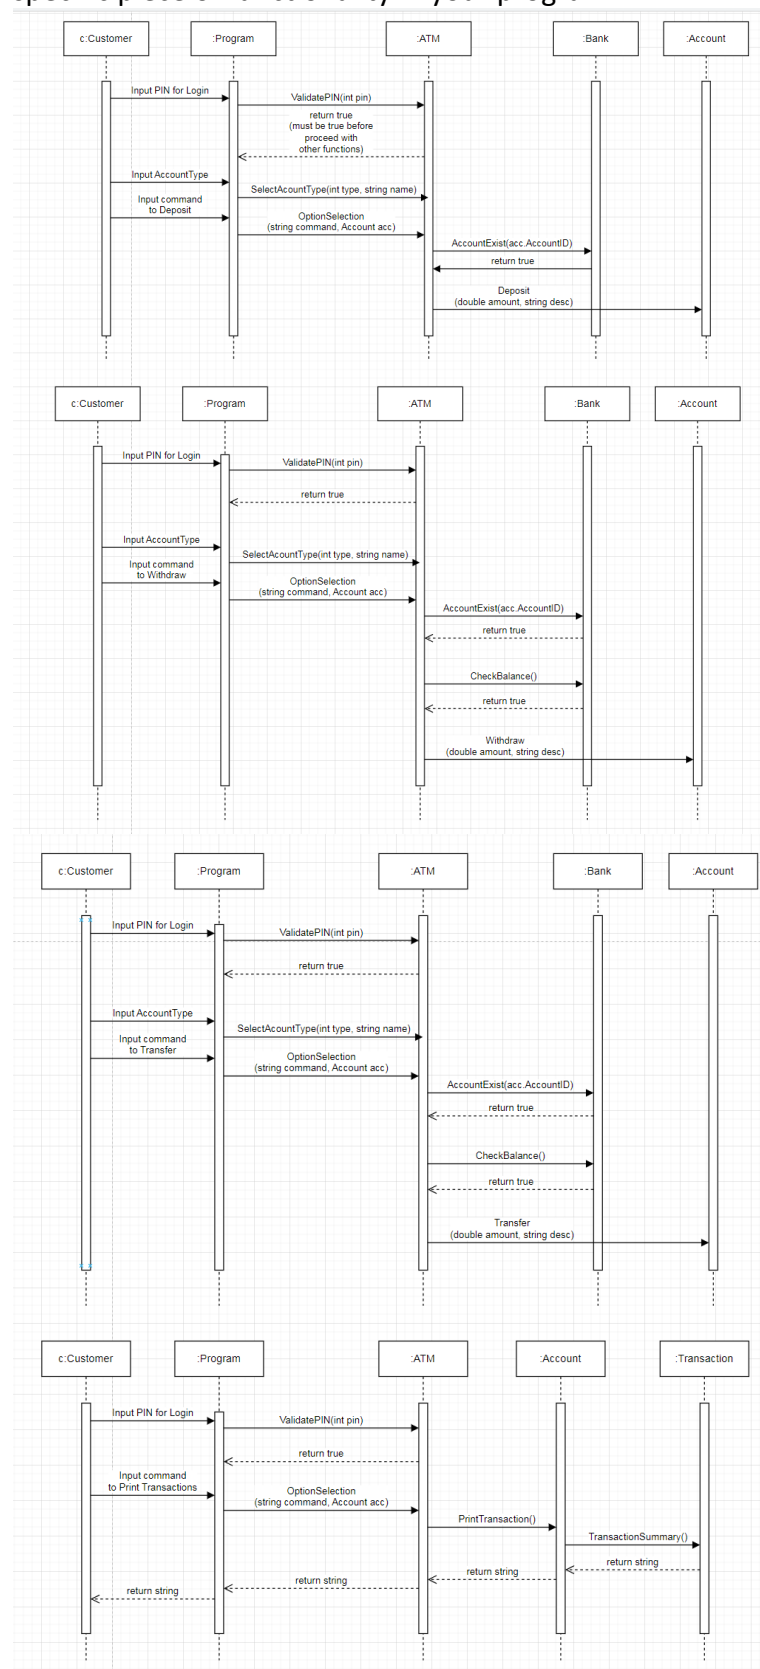 c:Customer :Program :ATM :Bank :Account
Input PIN for Login
ValidatePIN(int pin)
return true
(must be true before
proceed with
other functions)
Input AccountType
SelectAcountType(int type, string name)
Input command
to Deposit
OptionSelection
(string command, Account acc)
AccountExist(acc.AccountID)
return true
Deposit
(double amount, string desc)
c:Customer :Program :ATM :Bank :Account
Input PIN for Login
ValidatePIN(int pin)
return true
Input AccountType
SelectAcountType(int type, string name)
Input command
to Withdraw
OptionSelection
(string command, Account acc)
AccountExist(acc.AccountID)
return true
CheckBalance()
return true
Withdraw
(double amount, string desc)
c:Customer :Program :ATM :Bank :Account
Input PIN for Login
ValidatePIN(int pin)
return true
Input AccountType
SelectAcountType(int type, string name)
Input command
to Transfer
OptionSelection
(string command, Account acc)
AccountExist(acc.AccountID)
return true
CheckBalance()
return true
Transfer
(double amount, string desc)
c:Customer :Program :ATM :Account :Transaction
Input PIN for Login
ValidatePIN(int pin)
return true
Input command
to Print Transactions
OptionSelection
(string command, Account acc)
PrintTransaction()
TransactionSummary()
return string
return string
return string
return string